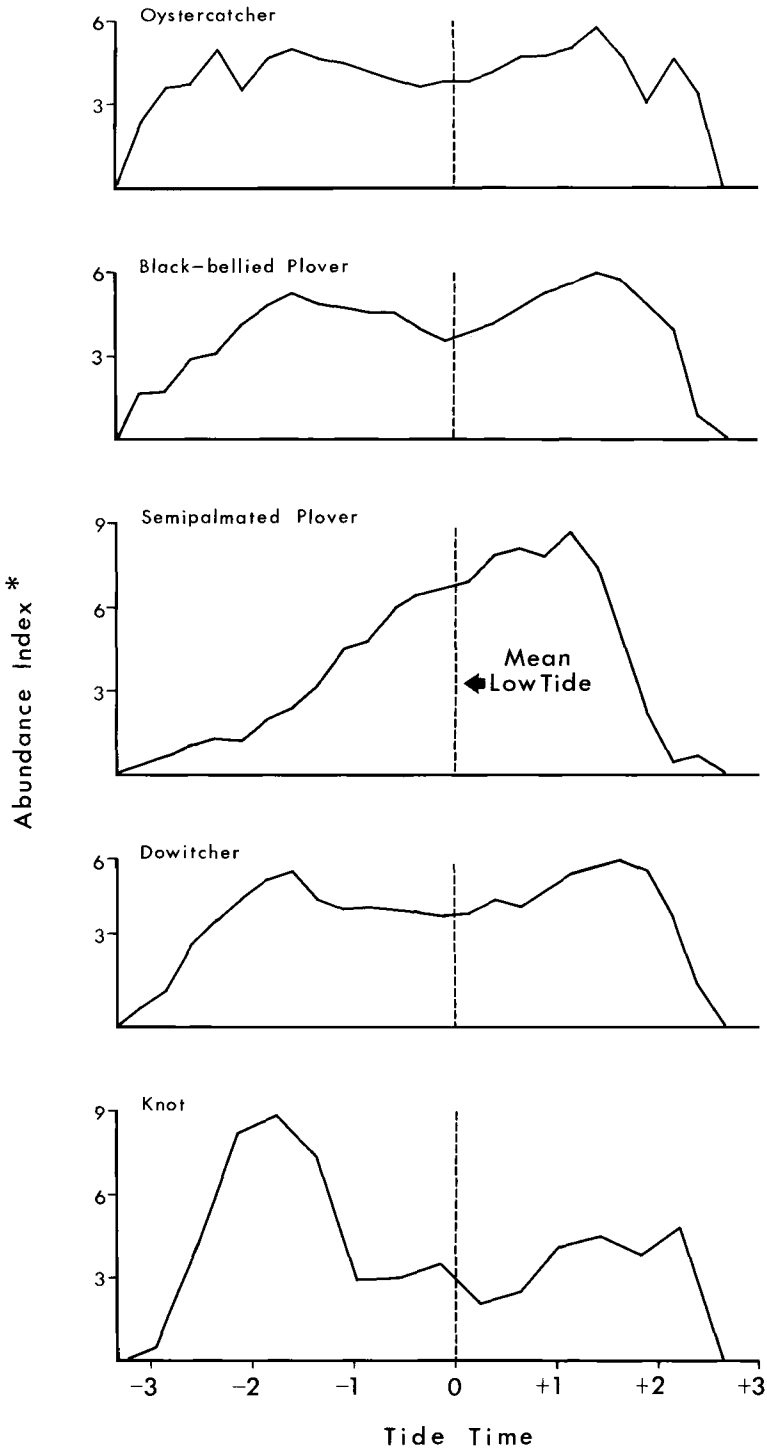 Oystercatcher
6
3
Black-bellied Plover
6
3
Semipalmated Plover
9
6
3
Mean
Low Tide
Abundance Index *
Dowitcher
6
3
Knot
9
6
3
-3 -2 -1 0 +1 +2 +3
Tide Time